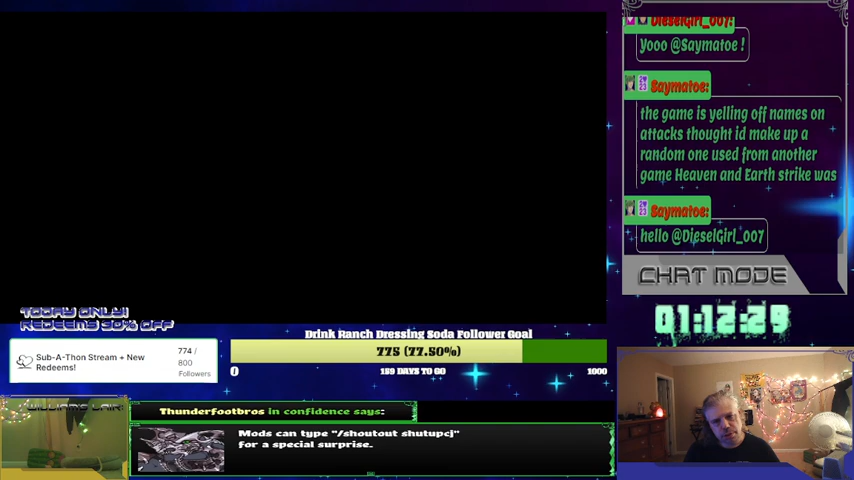 DieselGirl_007:
Yooo @Saymatoe !
Saymatoe:
the game is yelling off names on
attacks thought id make up a
random one used from another
game Heaven and Earth strike was
Saymatoe:
hello @DieselGirl_007
CHAT MODE
01:12:29
TODAY ONLY!
REDEEMS 90% OFF
Sub-A-Thon Stream + New
Redeems!
774 /
800
Followers
Drink Ranch Dressing Soda Follower Goal
775 (77.50%)
0
159 DAYS TO GO
1000
Thunderfootbros in confidence says:
Mods can type "/shoutout shutupcj"
for a special surprise.